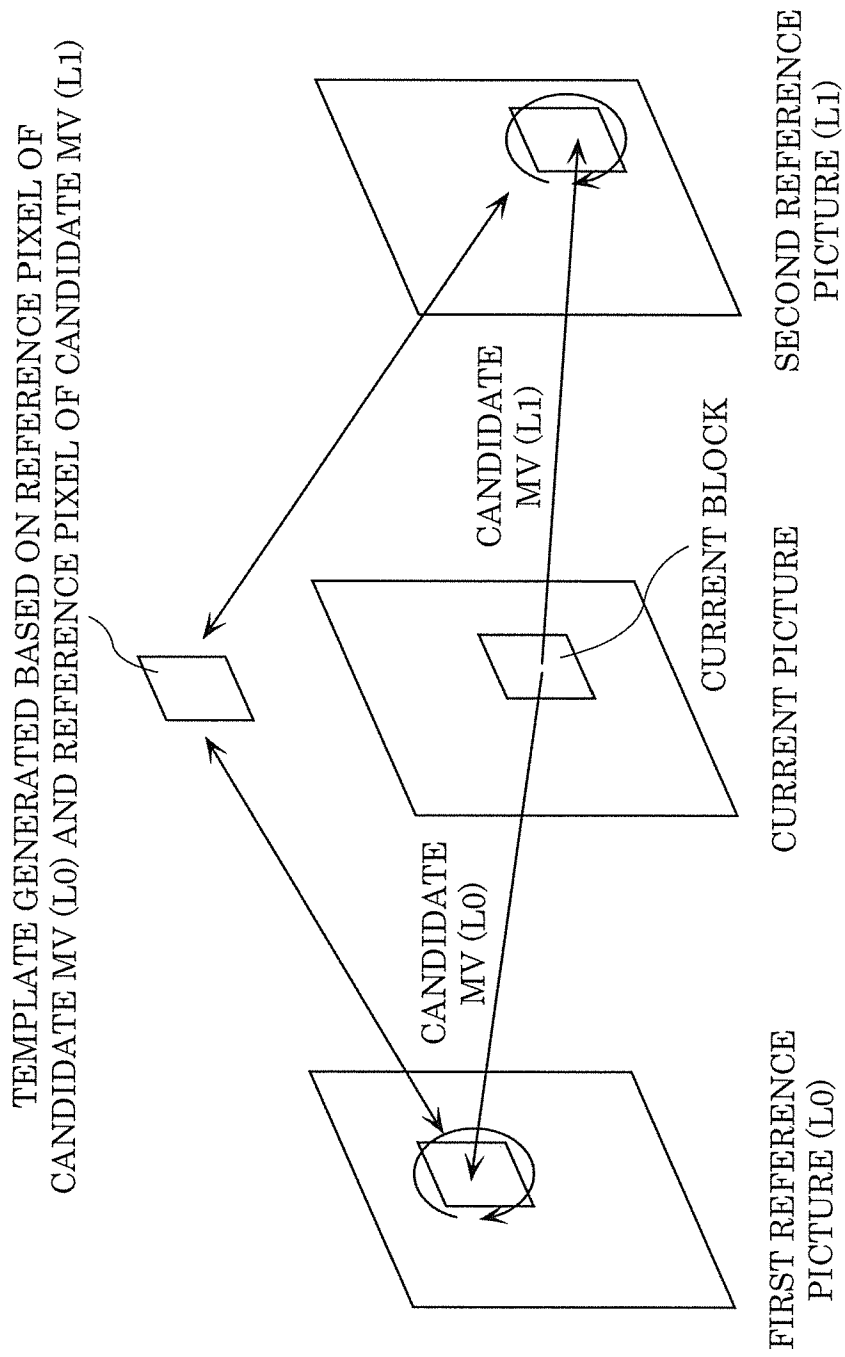 TEMPLATE GENERATED BASED ON REFERENCE PIXEL OF
CANDIDATE MV (L0) AND REFERENCE PIXEL OF CANDIDATE MV (L1)
CANDIDATE
MV (L0)
CANDIDATE
MV (L1)
CURRENT BLOCK
FIRST REFERENCE
PICTURE (L0)
CURRENT PICTURE
SECOND REFERENCE
PICTURE (L1)